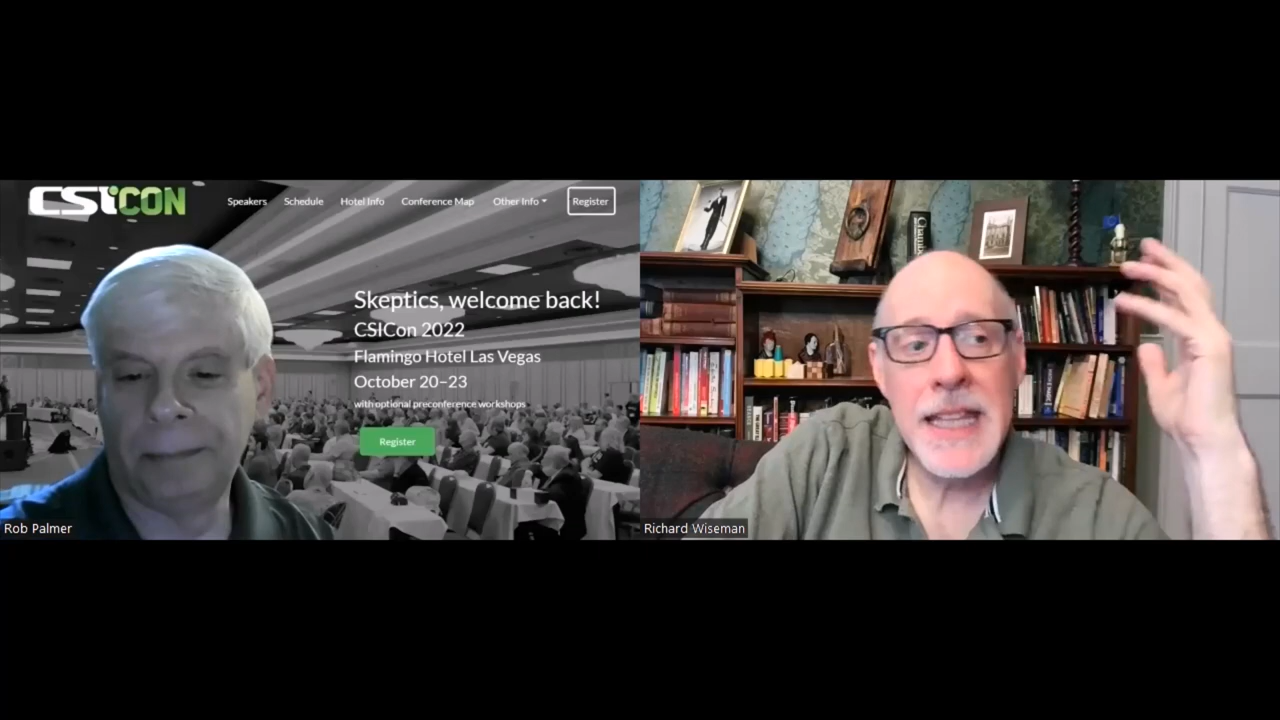 CSICON
Speakers Schedule Hotel Info Conference Map Other Info Register
Skeptics, welcome back!
CSICon 2022
Flamingo Hotel Las Vegas
October 20–23
with optional preconference workshops
Register
Rob Palmer
Richard Wiseman